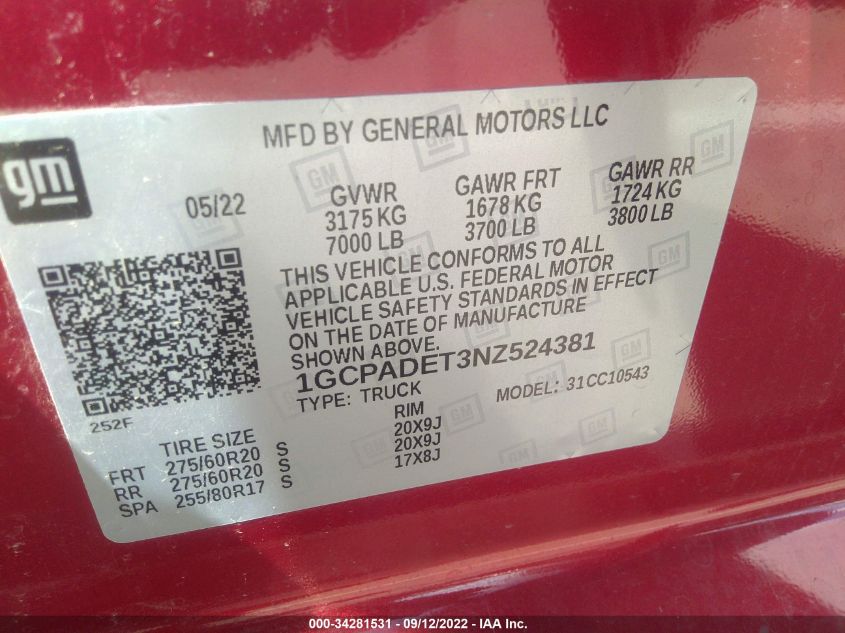 MFD BY GENERAL MOTORS LLC
gm
05/22
GVWR
3175 KG
7000 LB
GAWR FRT
1678 KG
3700 LB
GAWR RR
1724 KG
3800 LB
THIS VEHICLE CONFORMS TO ALL
APPLICABLE U.S. FEDERAL MOTOR
VEHICLE SAFETY STANDARDS IN EFFECT
ON THE DATE OF MANUFACTURE
SHOWN ABOVE.
1GCPADET3NZ524381
TYPE: TRUCK
MODEL: 31CC10543
252F
TIRE SIZE
RIM
FRT 275/60R20 S 20X9J
RR 275/60R20 S 20X9J
SPA 255/80R17 S 17X8J
000-34281531 - 09/12/2022 - IAA Inc.